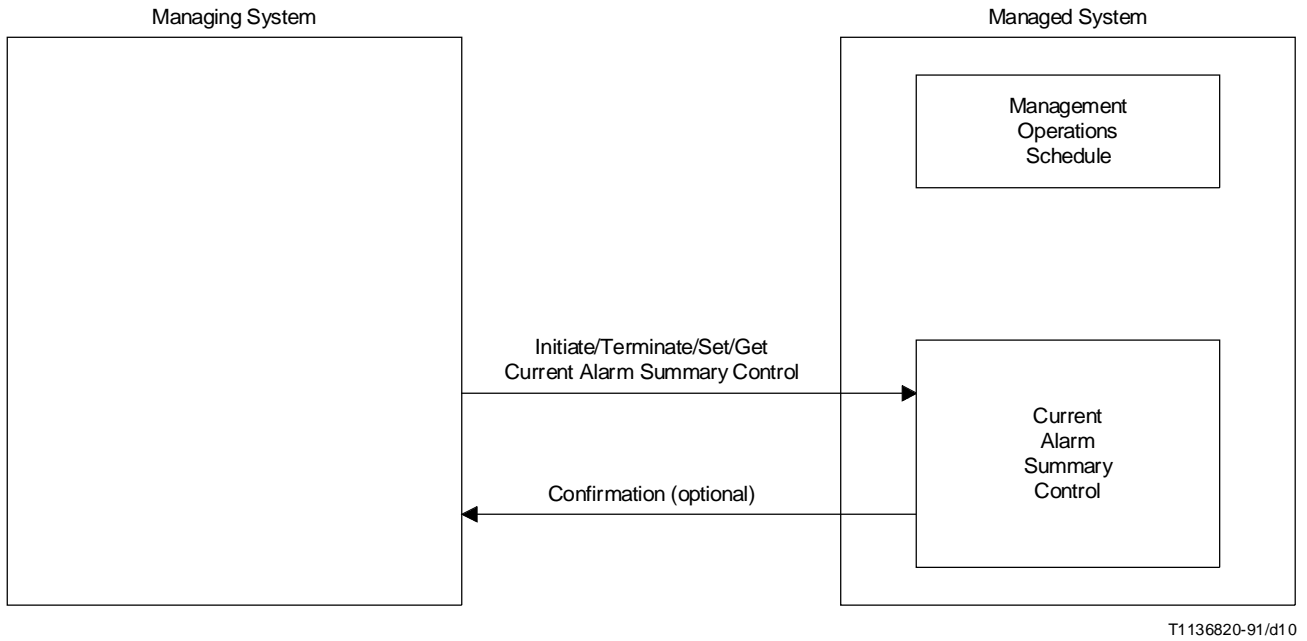 Managing System
Managed System
Management
Operations
Schedule
Initiate/Terminate/Set/Get
Current Alarm Summary Control
Current
Alarm
Summary
Control
Confirmation (optional)
T1136820-91/d10